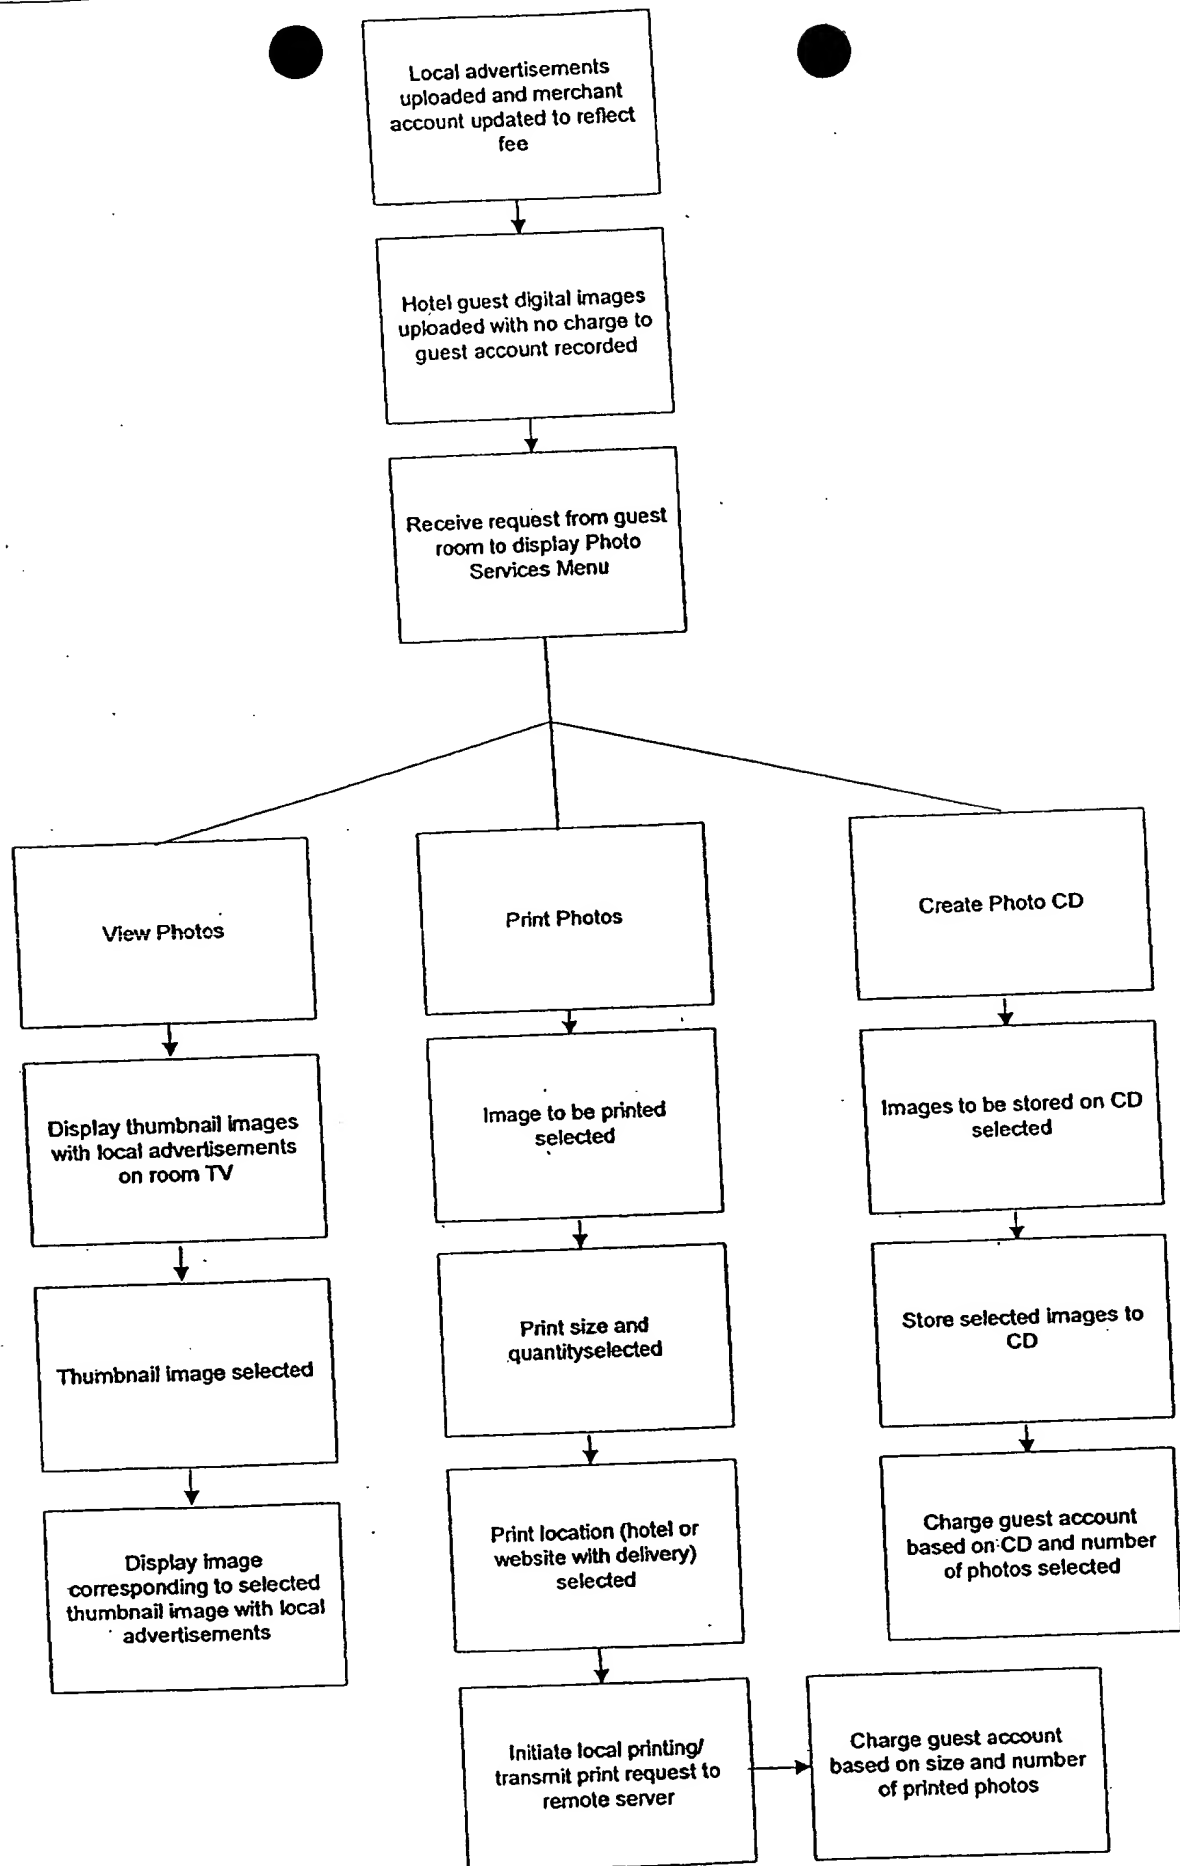 Local advertisements
uploaded and merchant
account updated to reflect
fee
Hotel guest digital images
uploaded with no charge to
guest account recorded
Receive request from guest
room to display Photo
Services Menu
View Photos
Display thumbnail images
with local advertisements
on room TV
Thumbnail image selected
Display image
corresponding to selected
thumbnail image with local
advertisements
Print Photos
Image to be printed
selected
Print size and
quantityselected
Print location (hotel or
website with delivery)
selected
Initiate local printing/
transmit print request to
remote server
Charge guest account
based on size and number
of printed photos
Create Photo CD
Images to be stored on CD
selected
Store selected images to
CD
Charge guest account
based on CD and number
of photos selected